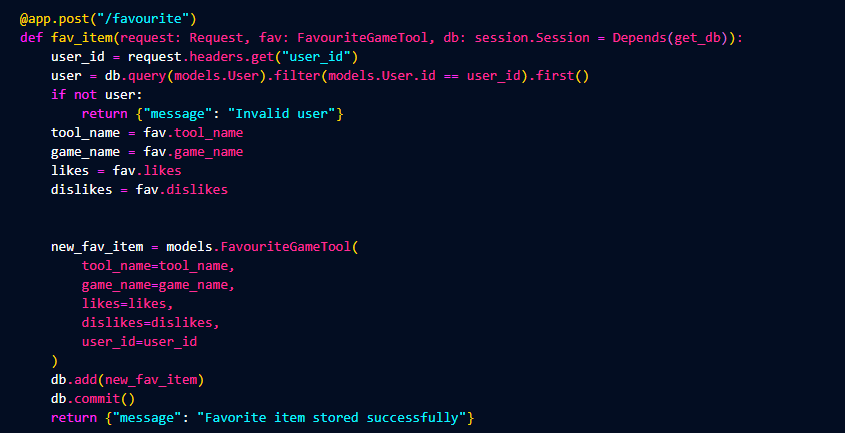 @app.post("/favourite")
def fav_item(request: Request, fav: FavouriteGameTool, db: session.Session = Depends(get_db)):
    user_id = request.headers.get("user_id")
    user = db.query(models.User).filter(models.User.id == user_id).first()
    if not user:
        return {"message": "Invalid user"}
    tool_name = fav.tool_name
    game_name = fav.game_name
    likes = fav.likes
    dislikes = fav.dislikes
    new_fav_item = models.FavouriteGameTool(
        tool_name=tool_name,
        game_name=game_name,
        likes=likes,
        dislikes=dislikes,
        user_id=user_id
    )
    db.add(new_fav_item)
    db.commit()
    return {"message": "Favorite item stored successfully"}